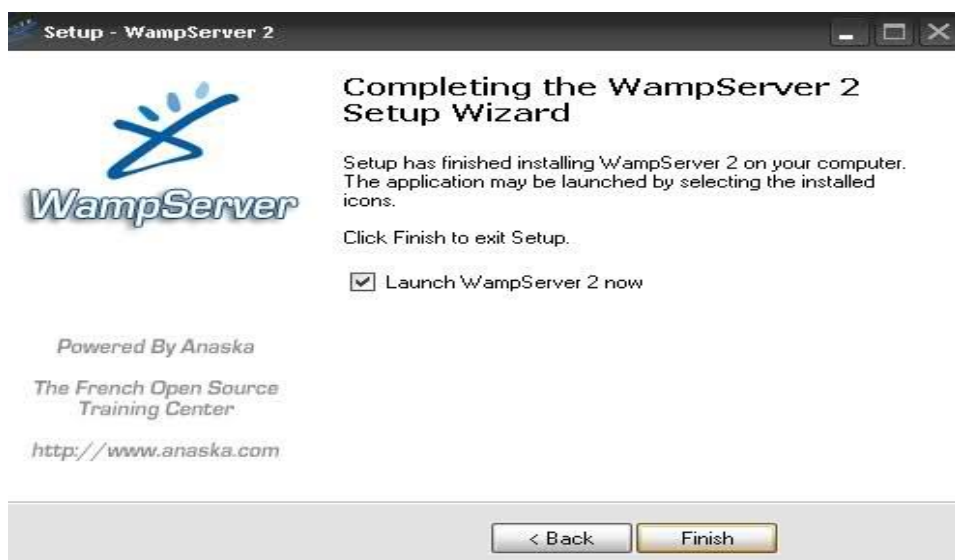 Setup - WampServer 2
WampServer
Powered By Anaska
The French Open Source
Training Center
http://www.anaska.com
Completing the WampServer 2
Setup Wizard
Setup has finished installing WampServer 2 on your computer.
The application may be launched by selecting the installed
icons.
Click Finish to exit Setup.
Launch WampServer 2 now
< Back
Finish